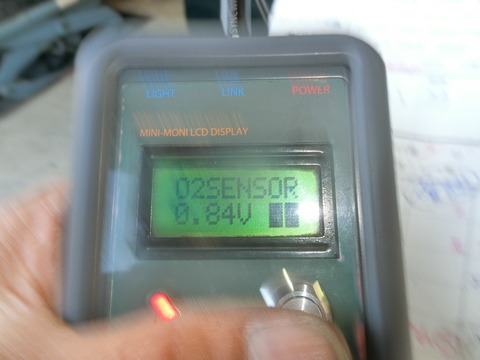 LIGHT LINK POWER
MINI-MONI LCD DISPLAY
O2SENSOR
0.84V